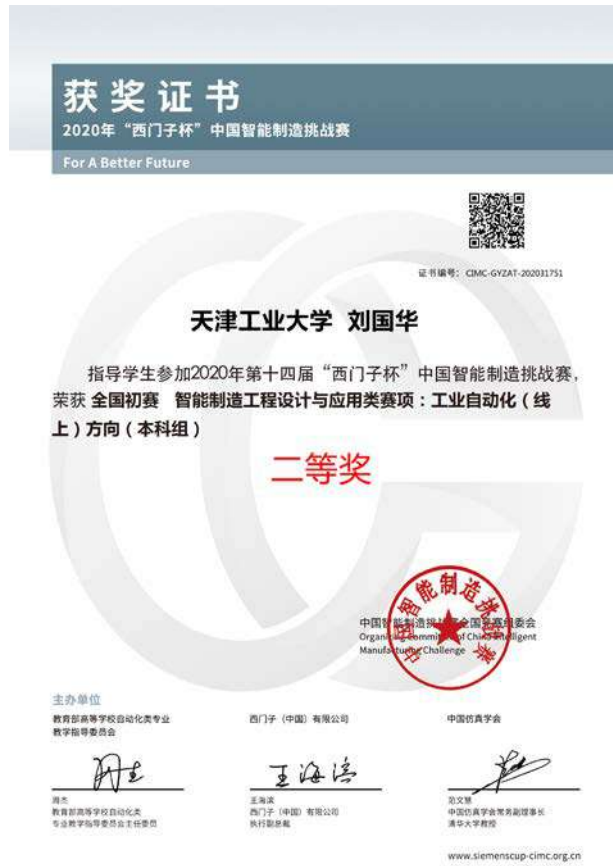 获奖证书
2020年“西门子杯”中国智能制造挑战赛
For A Better Future
证书编号: CIMC-GYZAT-202031751
天津工业大学 刘国华
指导学生参加2020年第十四届“西门子杯”中国智能制造挑战赛,
荣获 全国初赛 智能制造工程设计与应用类赛项：工业自动化（线
上）方向（本科组）
二等奖
中国智能制造挑战赛全国竞赛组委会
Organizing Committee of China Intelligent
Manufacturing Challenge
中国智能制造挑战赛
主办单位
教育部高等学校自动化类专业
教学指导委员会
西门子（中国）有限公司
中国仿真学会
周杰
教育部高等学校自动化类
专业教学指导委员会主任委员
王海滨
西门子（中国）有限公司
执行副总裁
范文慧
中国仿真学会常务副理事长
清华大学教授
www.siemenscup-cimc.org.cn